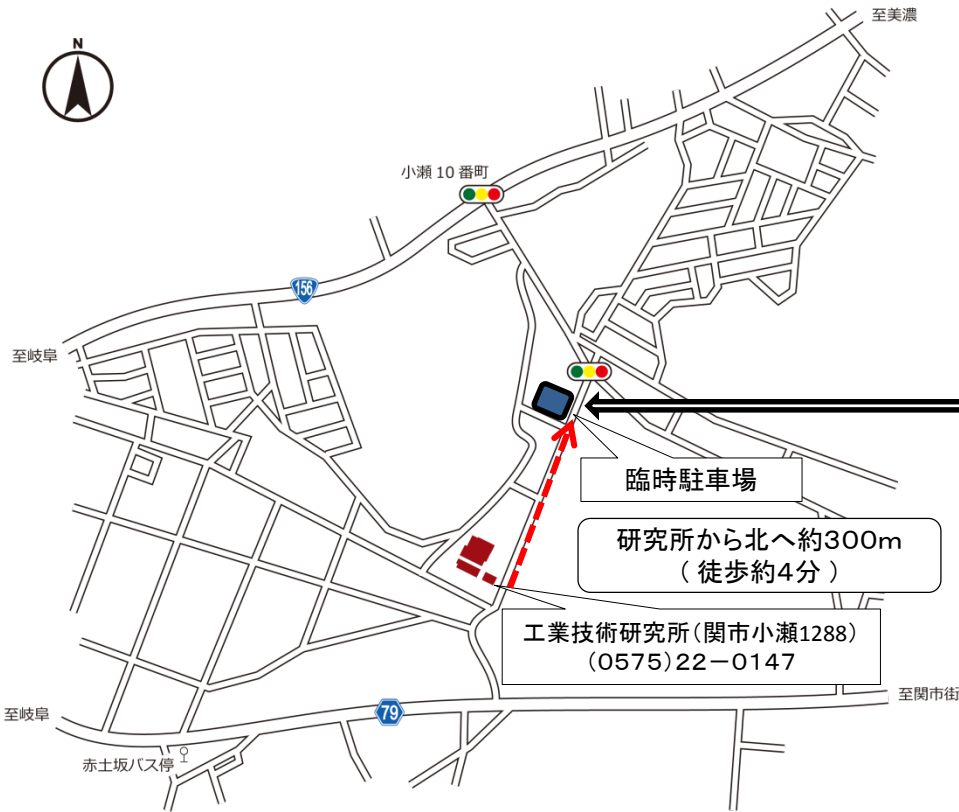 至美濃
N
小瀬 10 番町
156
至岐阜
臨時駐車場
研究所から北へ約300m
（ 徒歩約4分 ）
工業技術研究所（関市小瀬1288）
（0575）22－0147
至関市街
79
至岐阜
赤土坂バス停